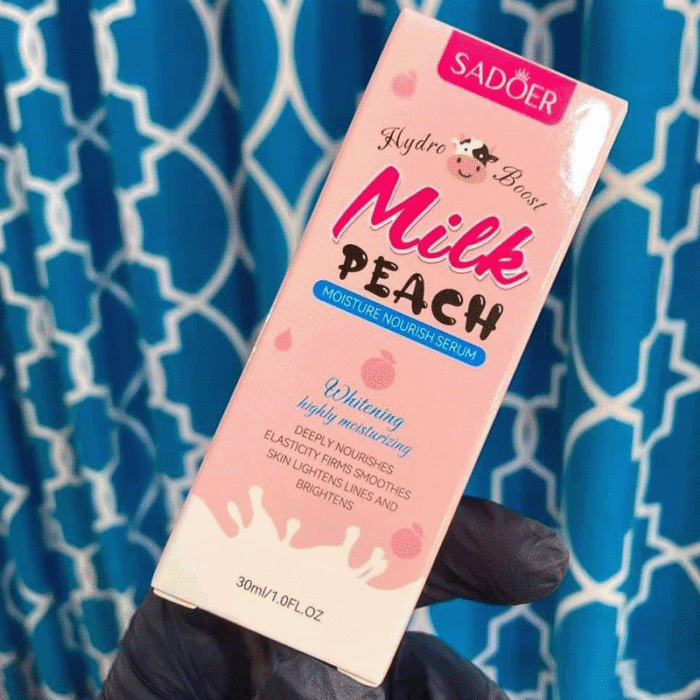 SADOER
Hydro Boost
Milk
PEACH
MOISTURE NOURISH SERUM
Whitening
highly moisturizing
DEEPLY NOURISHES
ELASTICITY FIRMS SMOOTHES
SKIN LIGHTENS LINES AND
BRIGHTENS
30ml/1.0FL.OZ